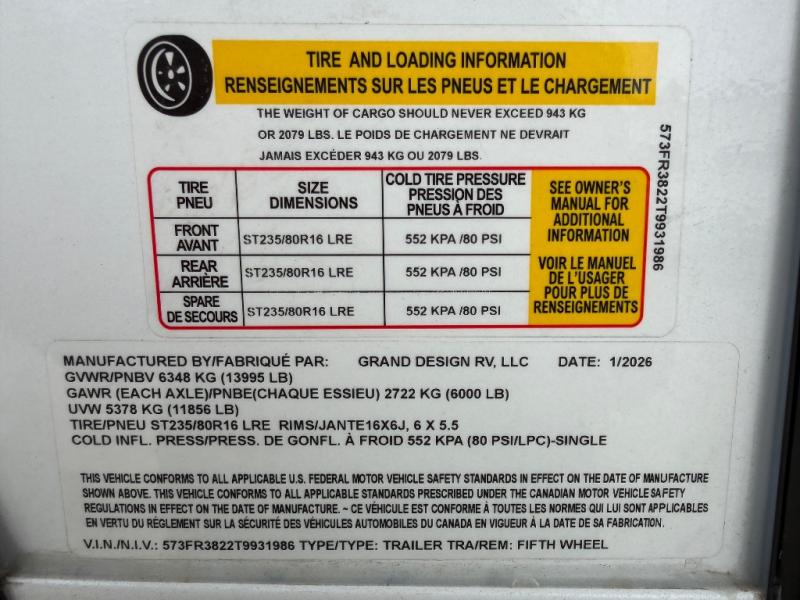 TIRE AND LOADING INFORMATION
RENSEIGNEMENTS SUR LES PNEUS ET LE CHARGEMENT
THE WEIGHT OF CARGO SHOULD NEVER EXCEED 943 KG
OR 2079 LBS. LE POIDS DE CHARGEMENT NE DEVRAIT
JAMAIS EXCÉDER 943 KG OU 2079 LBS.
573FR3822T9931986
TIRE
PNEU
SIZE
DIMENSIONS
COLD TIRE PRESSURE
PRESSION DES
PNEUS À FROID
FRONT
AVANT
ST235/80R16 LRE
552 KPA /80 PSI
REAR
ARRIÈRE
ST235/80R16 LRE
552 KPA /80 PSI
SPARE
DE SECOURS
ST235/80R16 LRE
552 KPA /80 PSI
SEE OWNER'S
MANUAL FOR
ADDITIONAL
INFORMATION
VOIR LE MANUEL
DE L'USAGER
POUR PLUS DE
RENSEIGNEMENTS
MANUFACTURED BY/FABRIQUÉ PAR: GRAND DESIGN RV, LLC DATE: 1/2026
GVWR/PNBV 6348 KG (13995 LB)
GAWR (EACH AXLE)/PNBE(CHAQUE ESSIEU) 2722 KG (6000 LB)
UVW 5378 KG (11856 LB)
TIRE/PNEU ST235/80R16 LRE RIMS/JANTE16X6J, 6 X 5.5
COLD INFL. PRESS/PRESS. DE GONFL. À FROID 552 KPA (80 PSI/LPC)-SINGLE
THIS VEHICLE CONFORMS TO ALL APPLICABLE U.S. FEDERAL MOTOR VEHICLE SAFETY STANDARDS IN EFFECT ON THE DATE OF MANUFACTURE
SHOWN ABOVE. THIS VEHICLE CONFORMS TO ALL APPLICABLE STANDARDS PRESCRIBED UNDER THE CANADIAN MOTOR VEHICLE SAFETY
REGULATIONS IN EFFECT ON THE DATE OF MANUFACTURE. ~ CE VÉHICULE EST CONFORME À TOUTES LES NORMES QUI LUI SONT APPLICABLES
EN VERTU DU RÈGLEMENT SUR LA SÉCURITÉ DES VÉHICULES AUTOMOBILES DU CANADA EN VIGUEUR À LA DATE DE SA FABRICATION.
V.I.N./N.I.V.: 573FR3822T9931986 TYPE/TYPE: TRAILER TRA/REM: FIFTH WHEEL